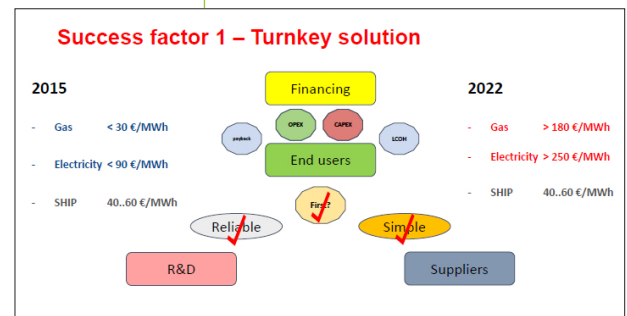 Success factor 1 – Turnkey solution
2015
- Gas < 30 €/MWh
- Electricity < 90 €/MWh
- SHIP 40..60 €/MWh
Financing
payback
OPEX
CAPEX
LCOH
End users
First?
Reliable
Simple
R&D
Suppliers
2022
- Gas > 180 €/MWh
- Electricity > 250 €/MWh
- SHIP 40..60 €/MWh